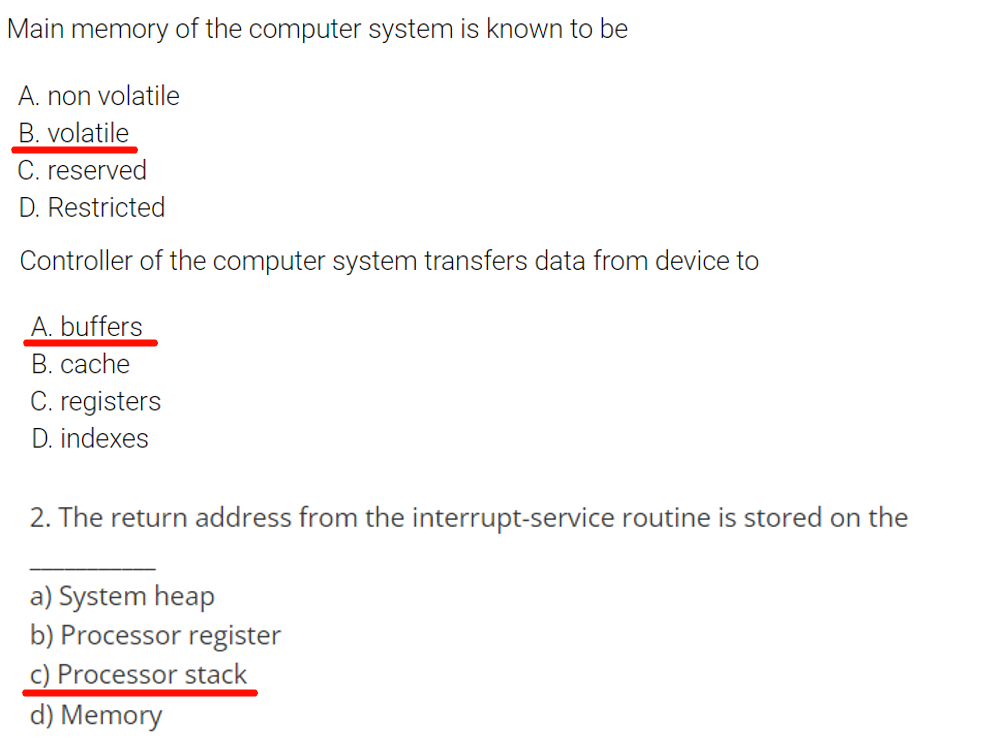 Main memory of the computer system is known to be
A. non volatile
B. volatile
C. reserved
D. Restricted
Controller of the computer system transfers data from device to
A. buffers
B. cache
C. registers
D. indexes
2. The return address from the interrupt-service routine is stored on the
___________
a) System heap
b) Processor register
c) Processor stack
d) Memory